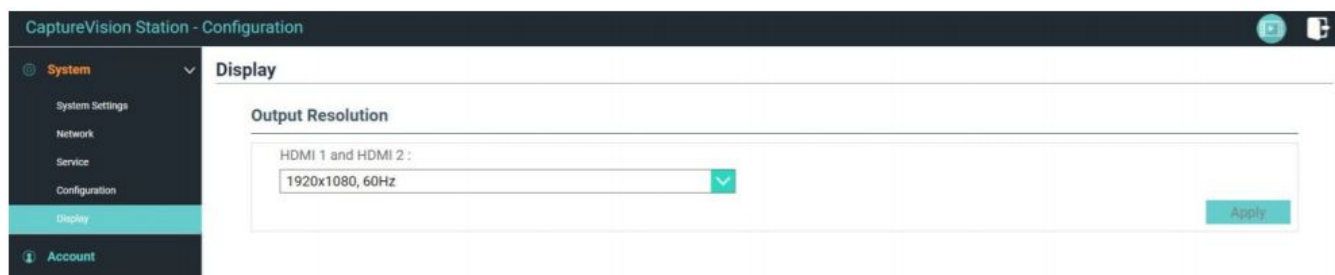 CaptureVision Station - Configuration
System
System Settings
Network
Service
Configuration
Display
Account
Display
Output Resolution
HDMI 1 and HDMI 2 :
1920x1080, 60Hz
Apply